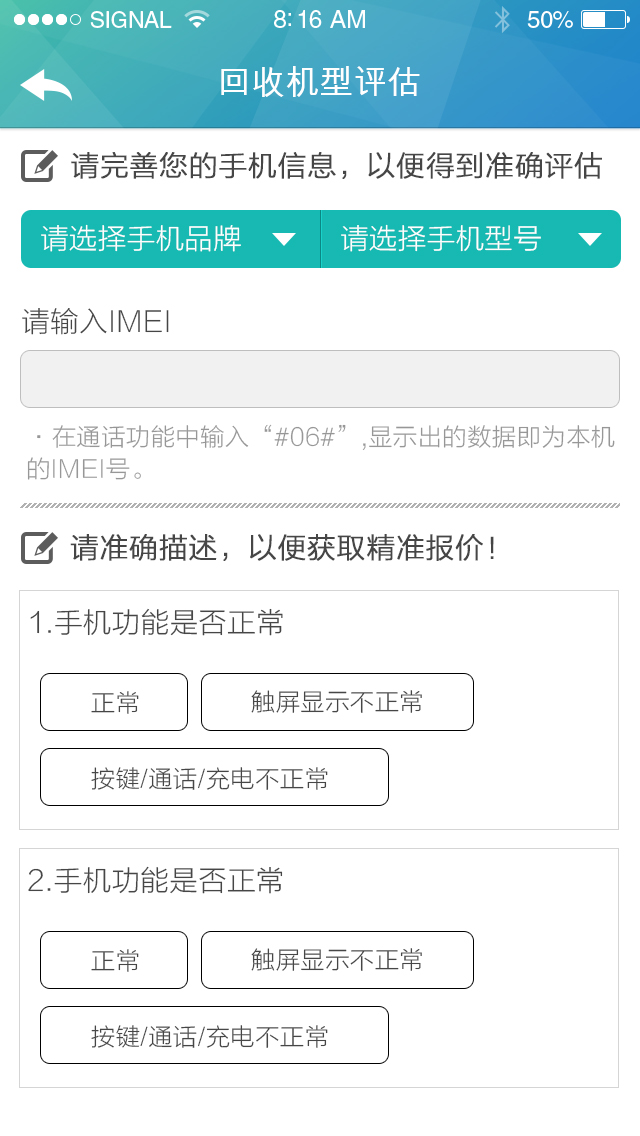 SIGNAL 8:16 AM 50%
回收机型评估
请完善您的手机信息，以便得到准确评估
请选择手机品牌 请选择手机型号
请输入IMEI
·在通话功能中输入“#06#”,显示出的数据即为本机
的IMEI号。
请准确描述，以便获取精准报价！
1.手机功能是否正常
正常 触屏显示不正常
按键/通话/充电不正常
2.手机功能是否正常
正常 触屏显示不正常
按键/通话/充电不正常